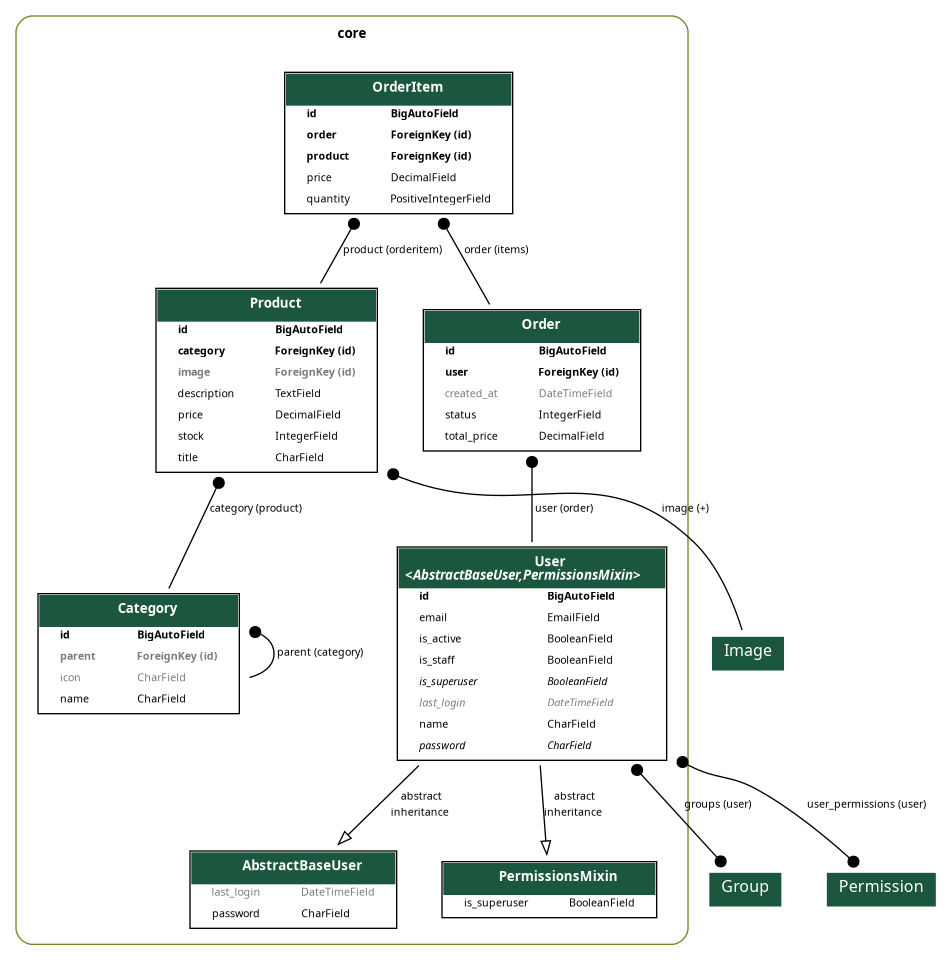 core
OrderItem
id BigAutoField
order ForeignKey (id)
product ForeignKey (id)
price DecimalField
quantity PositiveIntegerField
product (orderitem)
order (items)
Product
id BigAutoField
category ForeignKey (id)
image ForeignKey (id)
description TextField
price DecimalField
stock IntegerField
title CharField
Order
id BigAutoField
user ForeignKey (id)
created_at DateTimeField
status IntegerField
total_price DecimalField
category (product)
user (order)
image (+)
Category
id BigAutoField
parent ForeignKey (id)
icon CharField
name CharField
parent (category)
User
<AbstractBaseUser,PermissionsMixin>
id BigAutoField
email EmailField
is_active BooleanField
is_staff BooleanField
is_superuser BooleanField
last_login DateTimeField
name CharField
password CharField
Image
abstract
inheritance
abstract
inheritance
groups (user)
user_permissions (user)
AbstractBaseUser
last_login DateTimeField
password CharField
PermissionsMixin
is_superuser BooleanField
Group
Permission